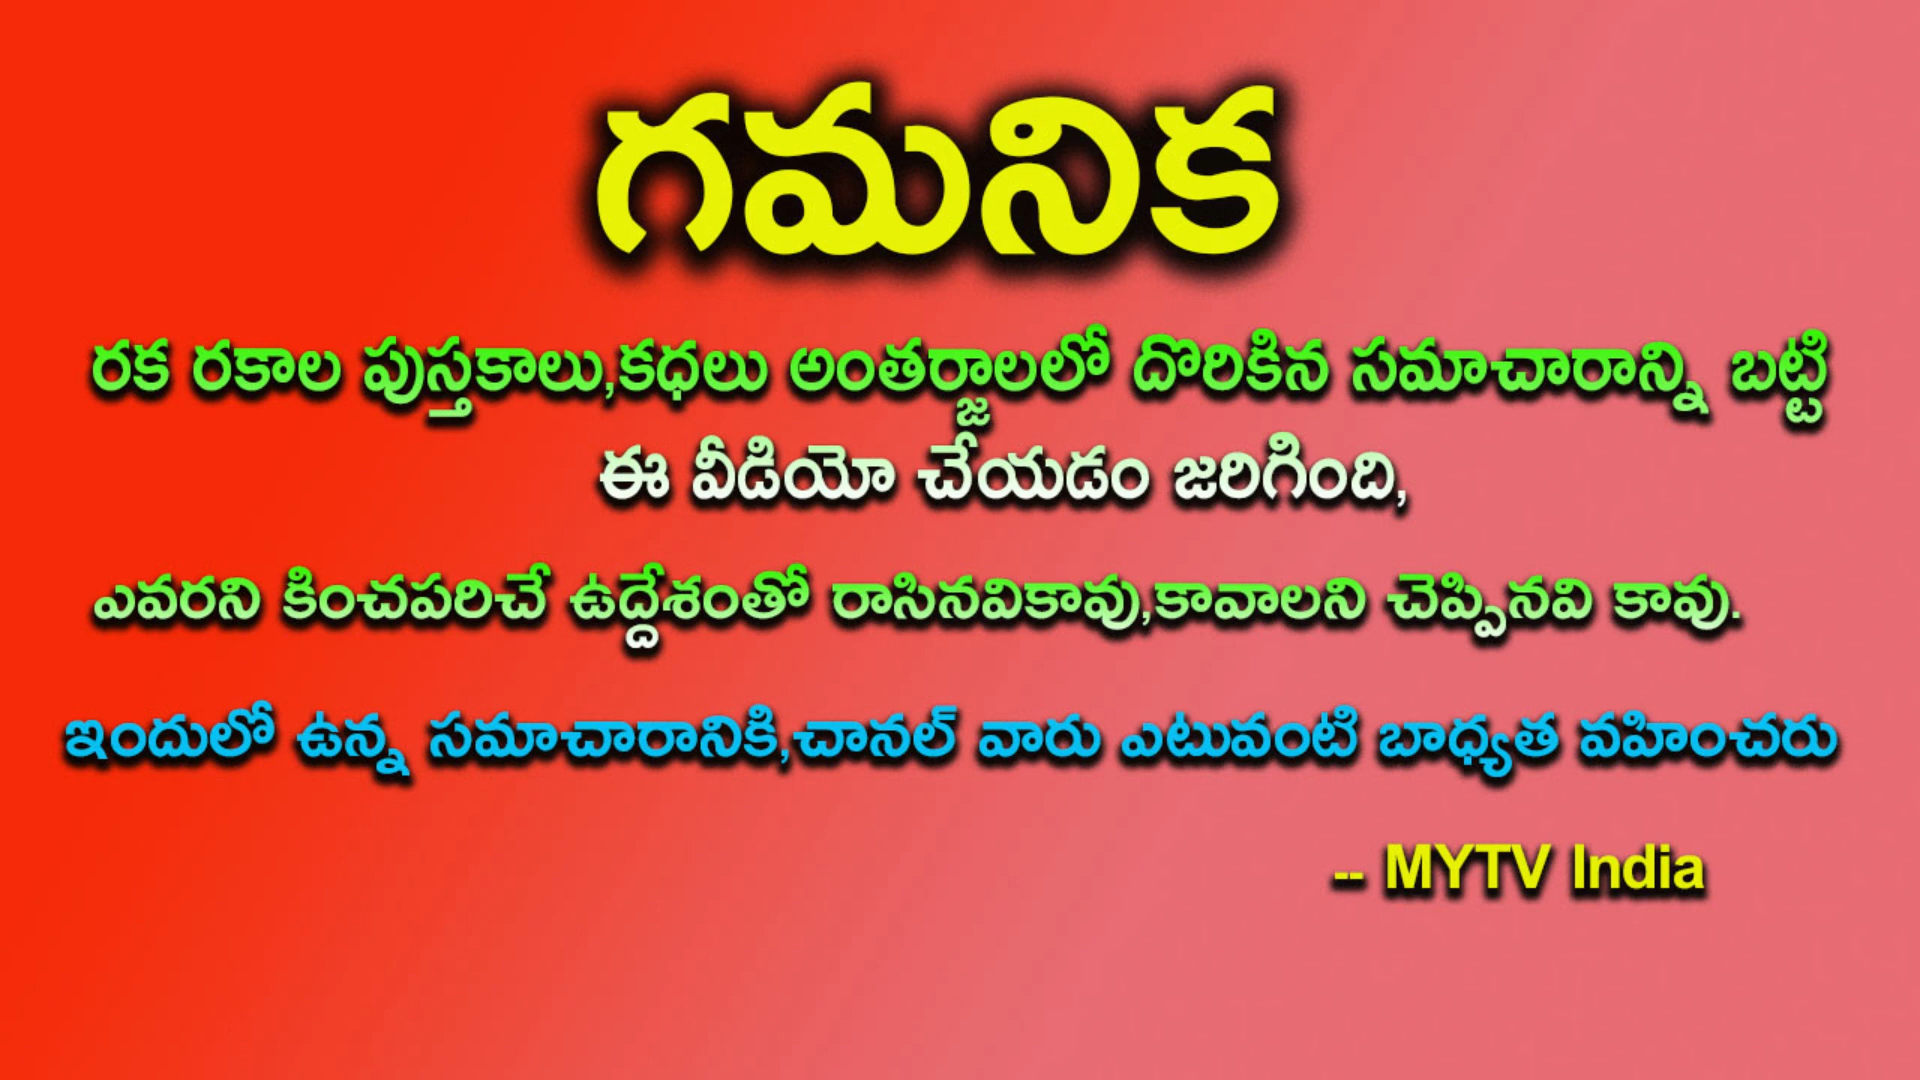 గమనిక
రక రకాల పుస్తకాలు,కధలు అంతర్జాలలో దొరికిన సమాచారాన్ని బట్టి
ఈ వీడియో చేయడం జరిగింది,
ఎవరని కించపరిచే ఉద్దేశంతో రాసినవికావు,కావాలని చెప్పినవి కావు.
ఇందులో ఉన్న సమాచారానికి,చానల్ వారు ఎటువంటి బాధ్యత వహించరు
-- MYTV India